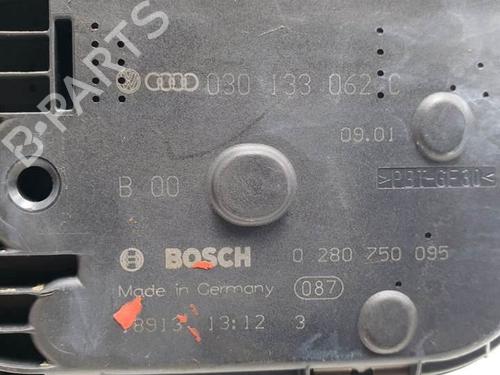 B-PARTS
030 133 062 C
09.01
B 00
>PBT-GF30<
BOSCH 0 280 750 095
Made in Germany 087
18913 13:12 3